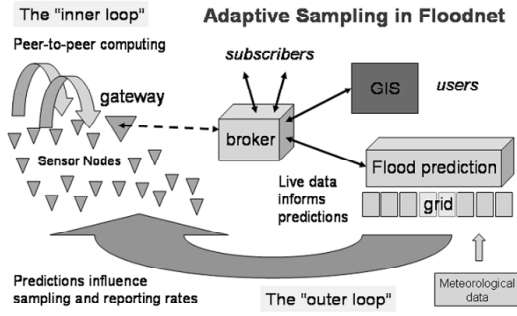 The "inner loop"
Adaptive Sampling in Floodnet
Peer-to-peer computing
subscribers
gateway
GIS
users
broker
Sensor Nodes
Flood prediction
Live data
informs
predictions
grid
Predictions influence
sampling and reporting rates
The "outer loop"
Meteorological
data